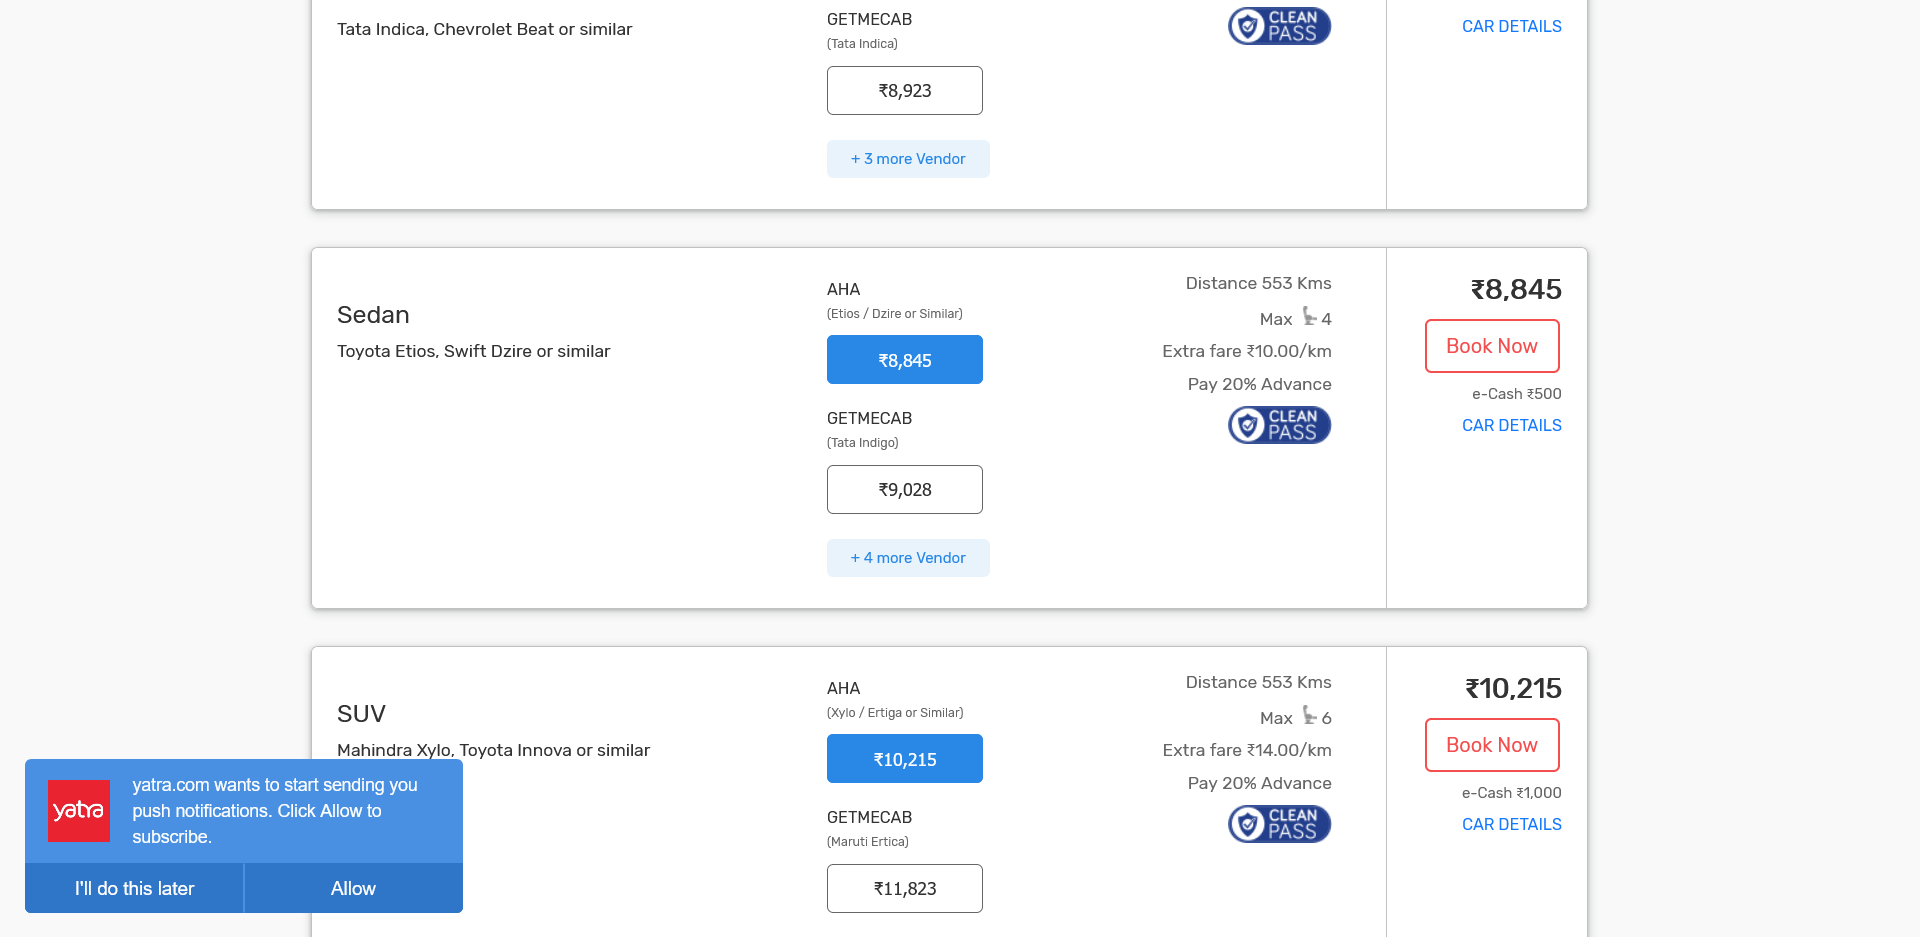 Tata Indica, Chevrolet Beat or similar
GETMECAB
(Tata Indica)
₹8,923
+ 3 more Vendor
CLEAN
PASS
CAR DETAILS
Sedan
Toyota Etios, Swift Dzire or similar
AHA
(Etios / Dzire or Similar)
₹8,845
GETMECAB
(Tata Indigo)
₹9,028
+ 4 more Vendor
Distance 553 Kms
Max 4
Extra fare ₹10.00/km
Pay 20% Advance
CLEAN
PASS
₹8,845
Book Now
e-Cash ₹500
CAR DETAILS
SUV
Mahindra Xylo, Toyota Innova or similar
AHA
(Xylo / Ertiga or Similar)
₹10,215
GETMECAB
(Maruti Ertica)
₹11,823
Distance 553 Kms
Max 6
Extra fare ₹14.00/km
Pay 20% Advance
CLEAN
PASS
₹10,215
Book Now
e-Cash ₹1,000
CAR DETAILS
yatra
yatra.com wants to start sending you
push notifications. Click Allow to
subscribe.
I'll do this later
Allow